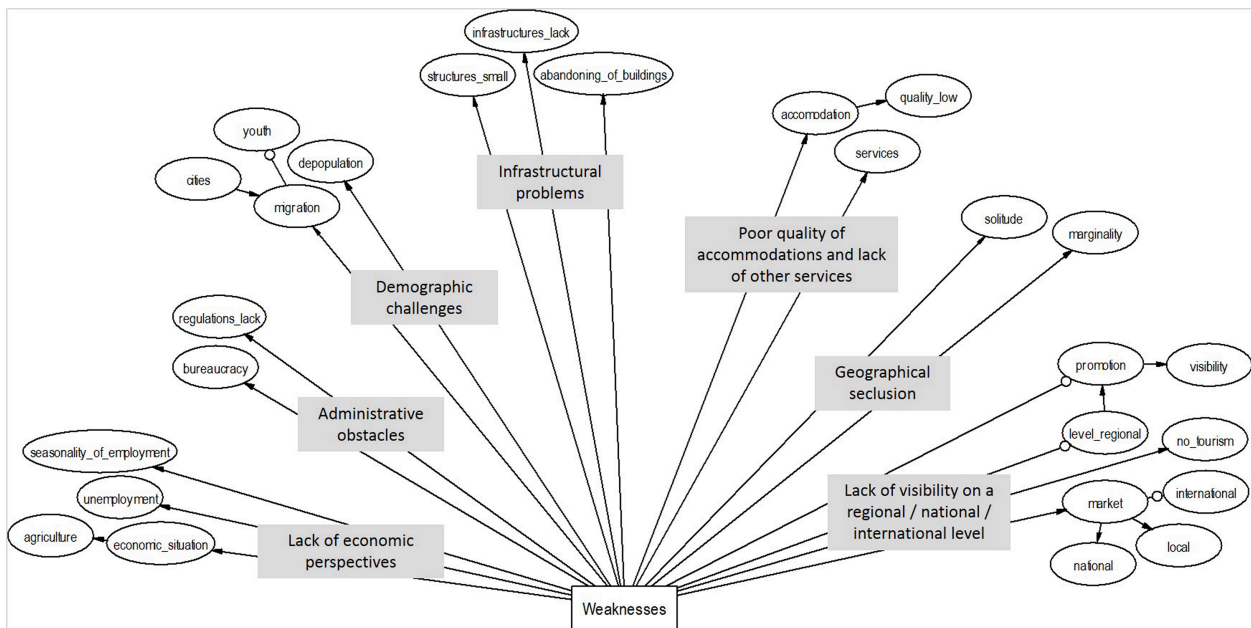 infrastructures_lack
structures_small
abandoning_of_buildings
accomodation
quality_low
youth
services
depopulation
cities
migration
Infrastructural
problems
solitude
marginality
Poor quality of
accommodations and lack
of other services
Demographic
challenges
regulations_lack
bureaucracy
promotion
visibility
Geographical
seclusion
Administrative
obstacles
level_regional
no_tourism
seasonality_of_employment
unemployment
market
international
Lack of visibility on a
regional / national /
international level
agriculture
economic_situation
Lack of economic
perspectives
local
national
Weaknesses